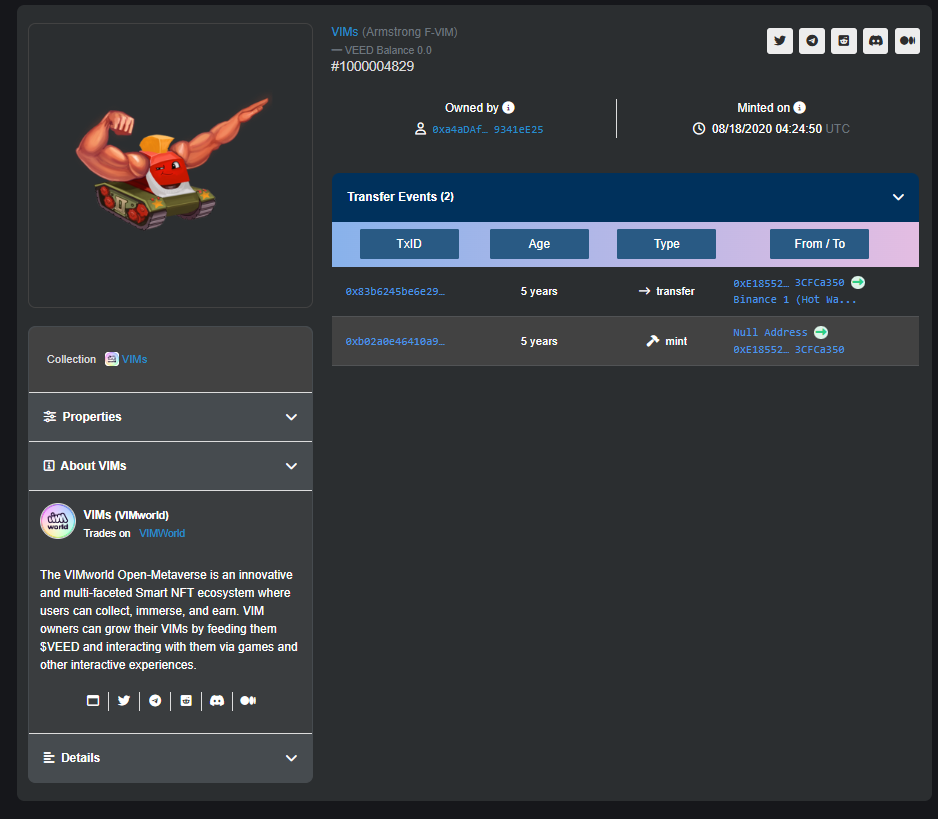 VIMs (Armstrong F-VIM)
— VEED Balance 0.0
#1000004829
Owned by
0xa4aDAf… 9341eE25
Minted on
08/18/2020 04:24:50 UTC
Transfer Events (2)
TxID Age Type From / To
0x83b6245be6e29… 5 years transfer 0xE18552… 3CFCa350
Binance 1 (Hot Wa...
0xb02a0e46410a9… 5 years mint Null Address
0xE18552… 3CFCa350
Collection VIMs
Properties
About VIMs
vim
world
VIMs (VIMworld)
Trades on VIMWorld
The VIMworld Open-Metaverse is an innovative
and multi-faceted Smart NFT ecosystem where
users can collect, immerse, and earn. VIM
owners can grow their VIMs by feeding them
$VEED and interacting with them via games and
other interactive experiences.
Details